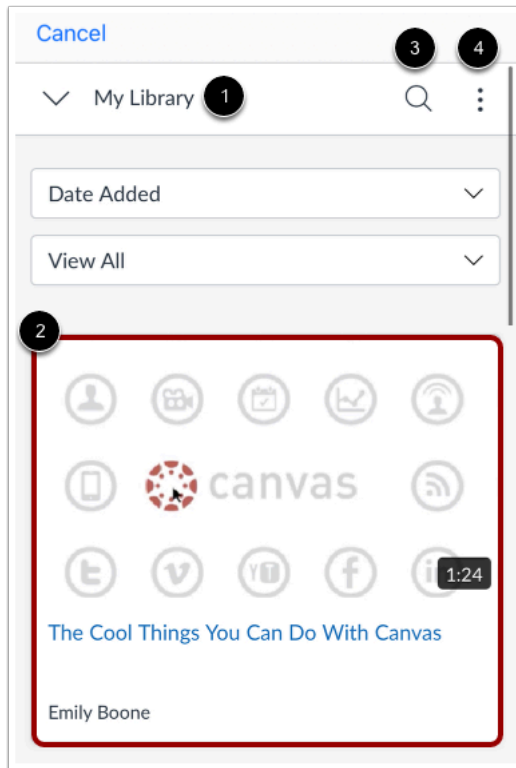 Cancel
3
4
My Library 1
Date Added
View All
2
canvas
1:24
The Cool Things You Can Do With Canvas
Emily Boone